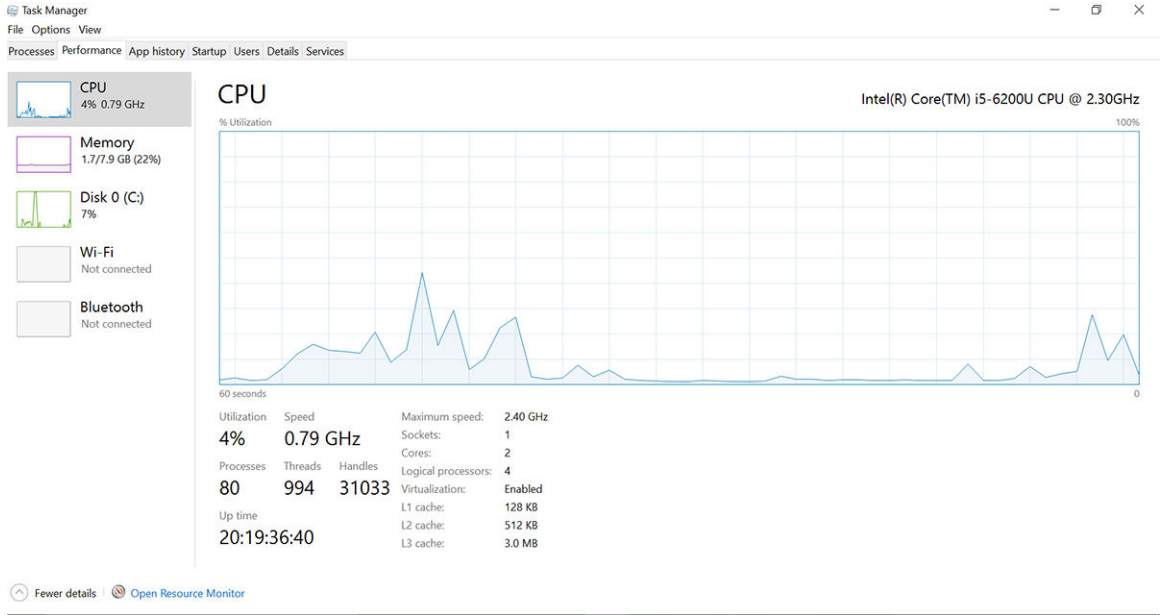 Task Manager
File Options View
Processes Performance App history Startup Users Details Services
CPU
4% 0.79 GHz
Memory
1.7/7.9 GB (22%)
Disk 0 (C:)
7%
Wi-Fi
Not connected
Bluetooth
Not connected
CPU
Intel(R) Core(TM) i5-6200U CPU @ 2.30GHz
% Utilization 100%
60 seconds 0
Utilization Speed
4% 0.79 GHz
Processes Threads Handles
80 994 31033
Up time
20:19:36:40
Maximum speed: 2.40 GHz
Sockets: 1
Cores: 2
Logical processors: 4
Virtualization: Enabled
L1 cache: 128 KB
L2 cache: 512 KB
L3 cache: 3.0 MB
Fewer details Open Resource Monitor